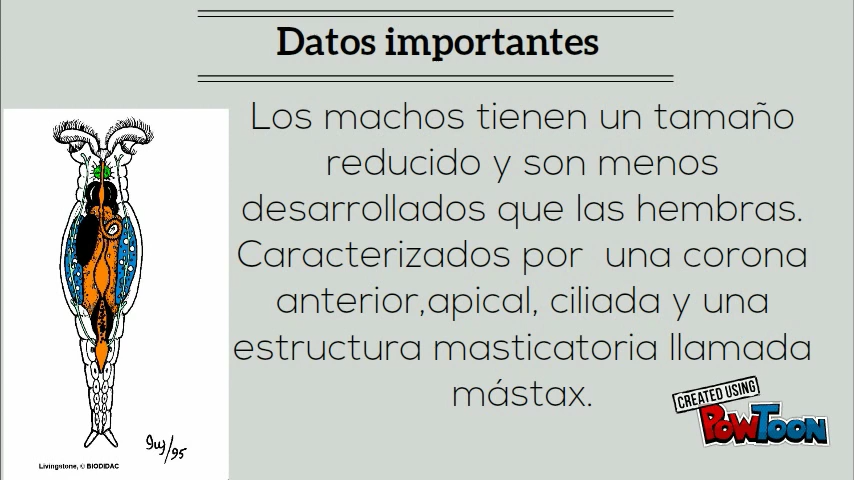 Datos importantes
Los machos tienen un tamaño
reducido y son menos
desarrollados que las hembras.
Caracterizados por  una corona
anterior,apical, ciliada y una
estructura masticatoria llamada
mástax.
CREATED USING
POWTOON
Livingstone, © BIODIDAC